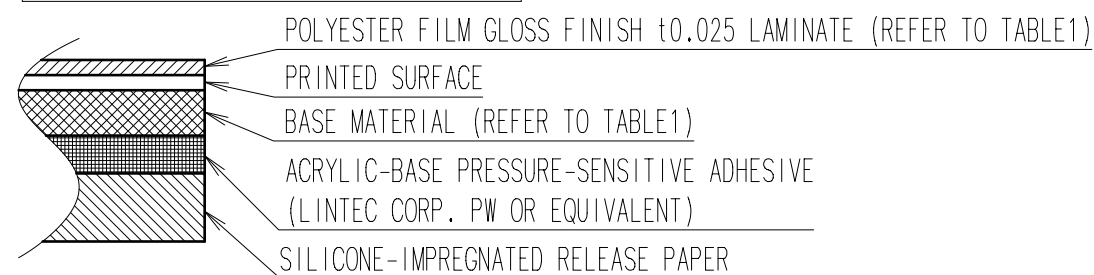 POLYESTER FILM GLOSS FINISH t0.025 LAMINATE (REFER TO TABLE1)
PRINTED SURFACE
BASE MATERIAL (REFER TO TABLE1)
ACRYLIC-BASE PRESSURE-SENSITIVE ADHESIVE
(LINTEC CORP. PW OR EQUIVALENT)
SILICONE-IMPREGNATED RELEASE PAPER